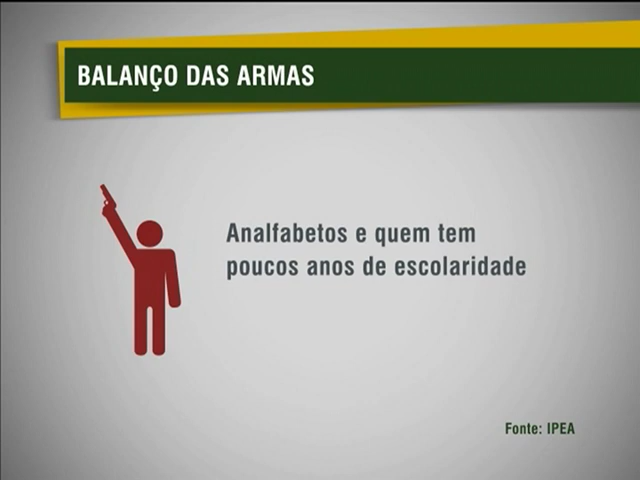 BALANÇO DAS ARMAS
Analfabetos e quem tem
poucos anos de escolaridade
Fonte: IPEA